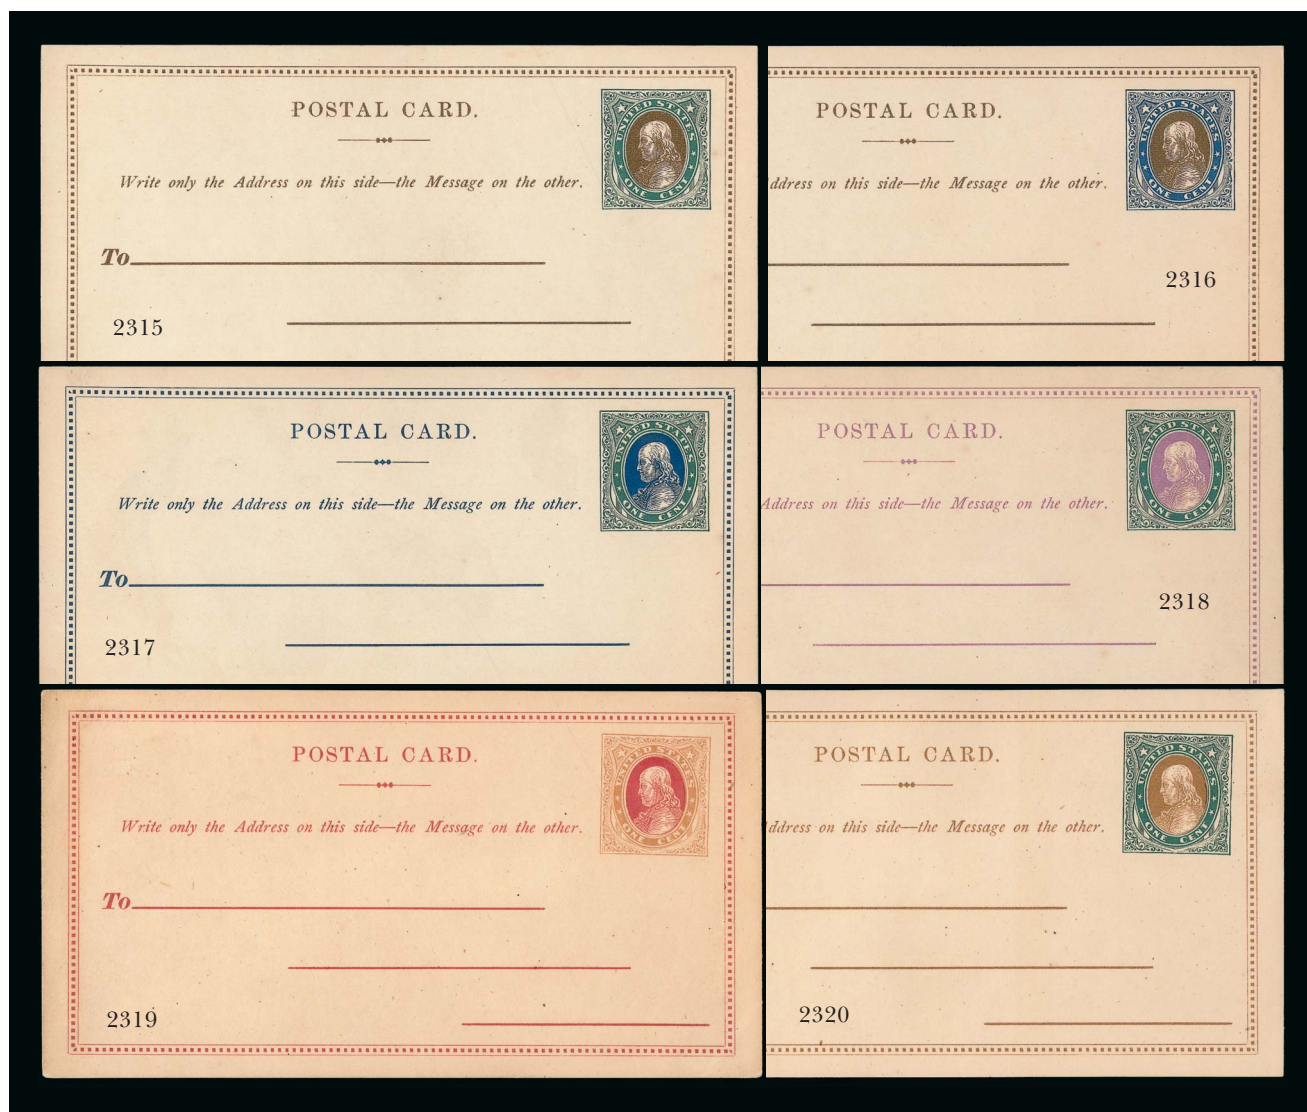 POSTAL CARD.
UNITED STATES
ONE CENT
Write only the Address on this side—the Message on the other.
To
2315
POSTAL CARD.
UNITED STATES
ONE CENT
ddress on this side—the Message on the other.
2316
POSTAL CARD.
UNITED STATES
ONE CENT
Write only the Address on this side—the Message on the other.
To
2317
POSTAL CARD.
UNITED STATES
ONE CENT
Address on this side—the Message on the other.
2318
POSTAL CARD.
UNITED STATES
ONE CENT
Write only the Address on this side—the Message on the other.
To
2319
POSTAL CARD.
UNITED STATES
ONE CENT
ddress on this side—the Message on the other.
2320